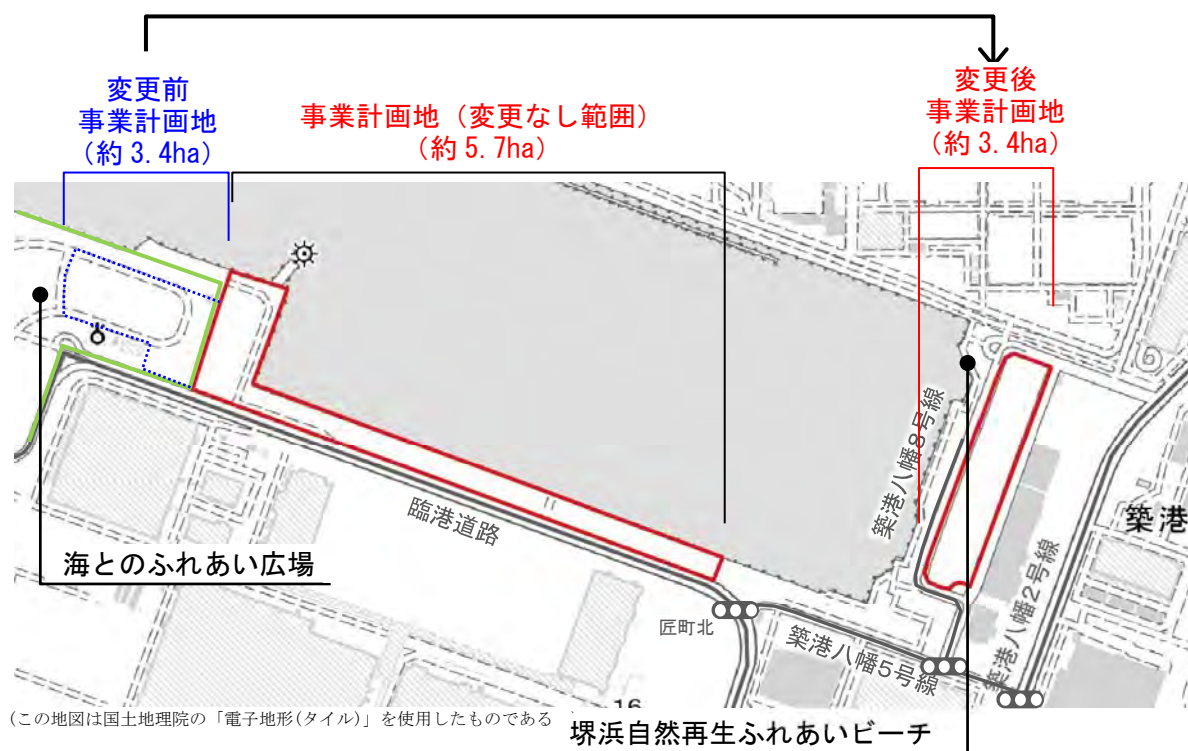 変更前
事業計画地
（約 3.4ha）
事業計画地（変更なし範囲）
（約 5.7ha）
変更後
事業計画地
（約 3.4ha）
築港八幡8号線
臨港道路
海とのふれあい広場
築港
匠町北
築港八幡5号線
築港八幡2号線
16
(この地図は国土地理院の「電子地形(タイル)」を使用したものである
堺浜自然再生ふれあいビーチ